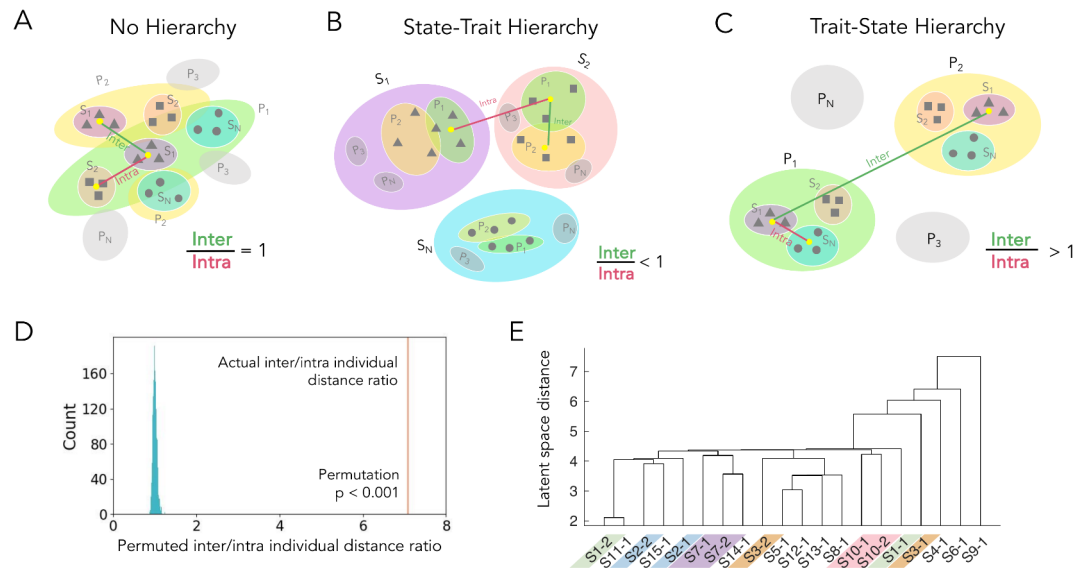 A
No Hierarchy
P2
P3
S1
S2
P1
SN
Inter
S1
S2
Intra
P3
SN
P2
PN
Inter
Intra
= 1
B
State-Trait Hierarchy
S1
S2
P1
P1
Intra
P3
P2
Inter
P2
P3
PN
PN
SN
P2
P1
PN
P3
Inter
Intra
< 1
C
Trait-State Hierarchy
PN
P2
S2
S1
SN
Inter
P1
S2
S1
Intra
SN
P3
Inter
Intra
> 1
D
Count
160
120
80
40
0
Actual inter/intra individual
distance ratio
Permutation
p < 0.001
0 2 4 6 8
Permuted inter/intra individual distance ratio
E
Latent space distance
7
6
5
4
3
2
S1-2
S11-1
S2-2
S15-1
S2-1
S7-1
S7-2
S14-1
S3-2
S5-1
S12-1
S13-1
S8-1
S10-1
S10-2
S1-1
S3-1
S4-1
S6-1
S9-1